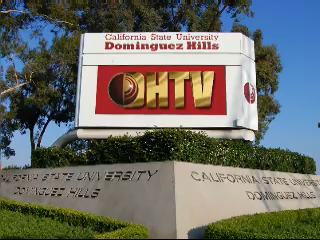 California State University
Dominguez Hills
DHTV
CALIFORNIA STATE UNIVERSITY
DOMINGUEZ HILLS
CALIFORNIA STATE UNIVERSITY
DOMINGUEZ HILLS